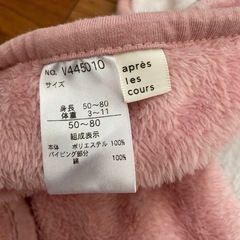 NO. V445010
サイズ
身長 50～80
体重 3～11
50～80
組成表示
本体 ポリエステル 100%
パイピング部分
綿 100%
après
les
cours